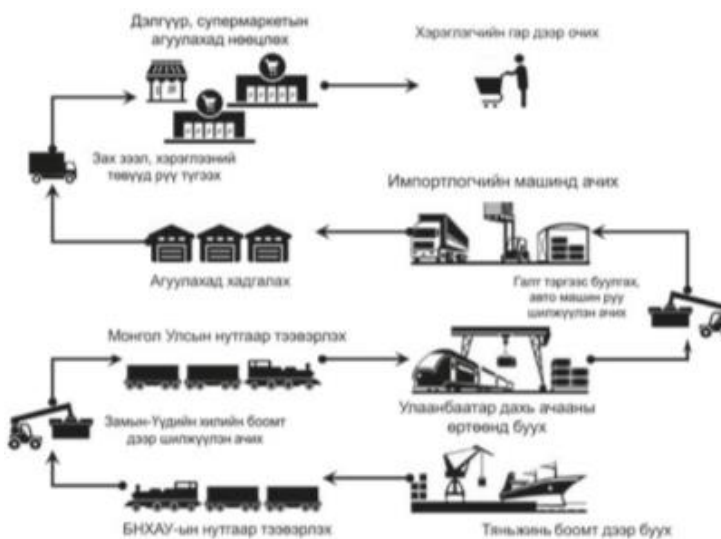 Дэлгүүр, супермаркетын
агуулахад нөөцлөх
Хэрэглэгчийн гар дээр очих
Зах зээл, хэрэглээний
төвүүд рүү түгээх
Импортлогчийн машинд ачих
Агуулахад хадгалах
Галт тэргээс буулгах,
авто машин руу
шилжүүлэн ачих
Монгол Улсын нутгаар тээвэрлэх
Улаанбаатар дахь ачааны
өртөөнд буух
Замын-Үүдийн хилийн боомт
дээр шилжүүлэн ачих
БНХАУ-ын нутгаар тээвэрлэх
Тяньжинь боомт дээр буух